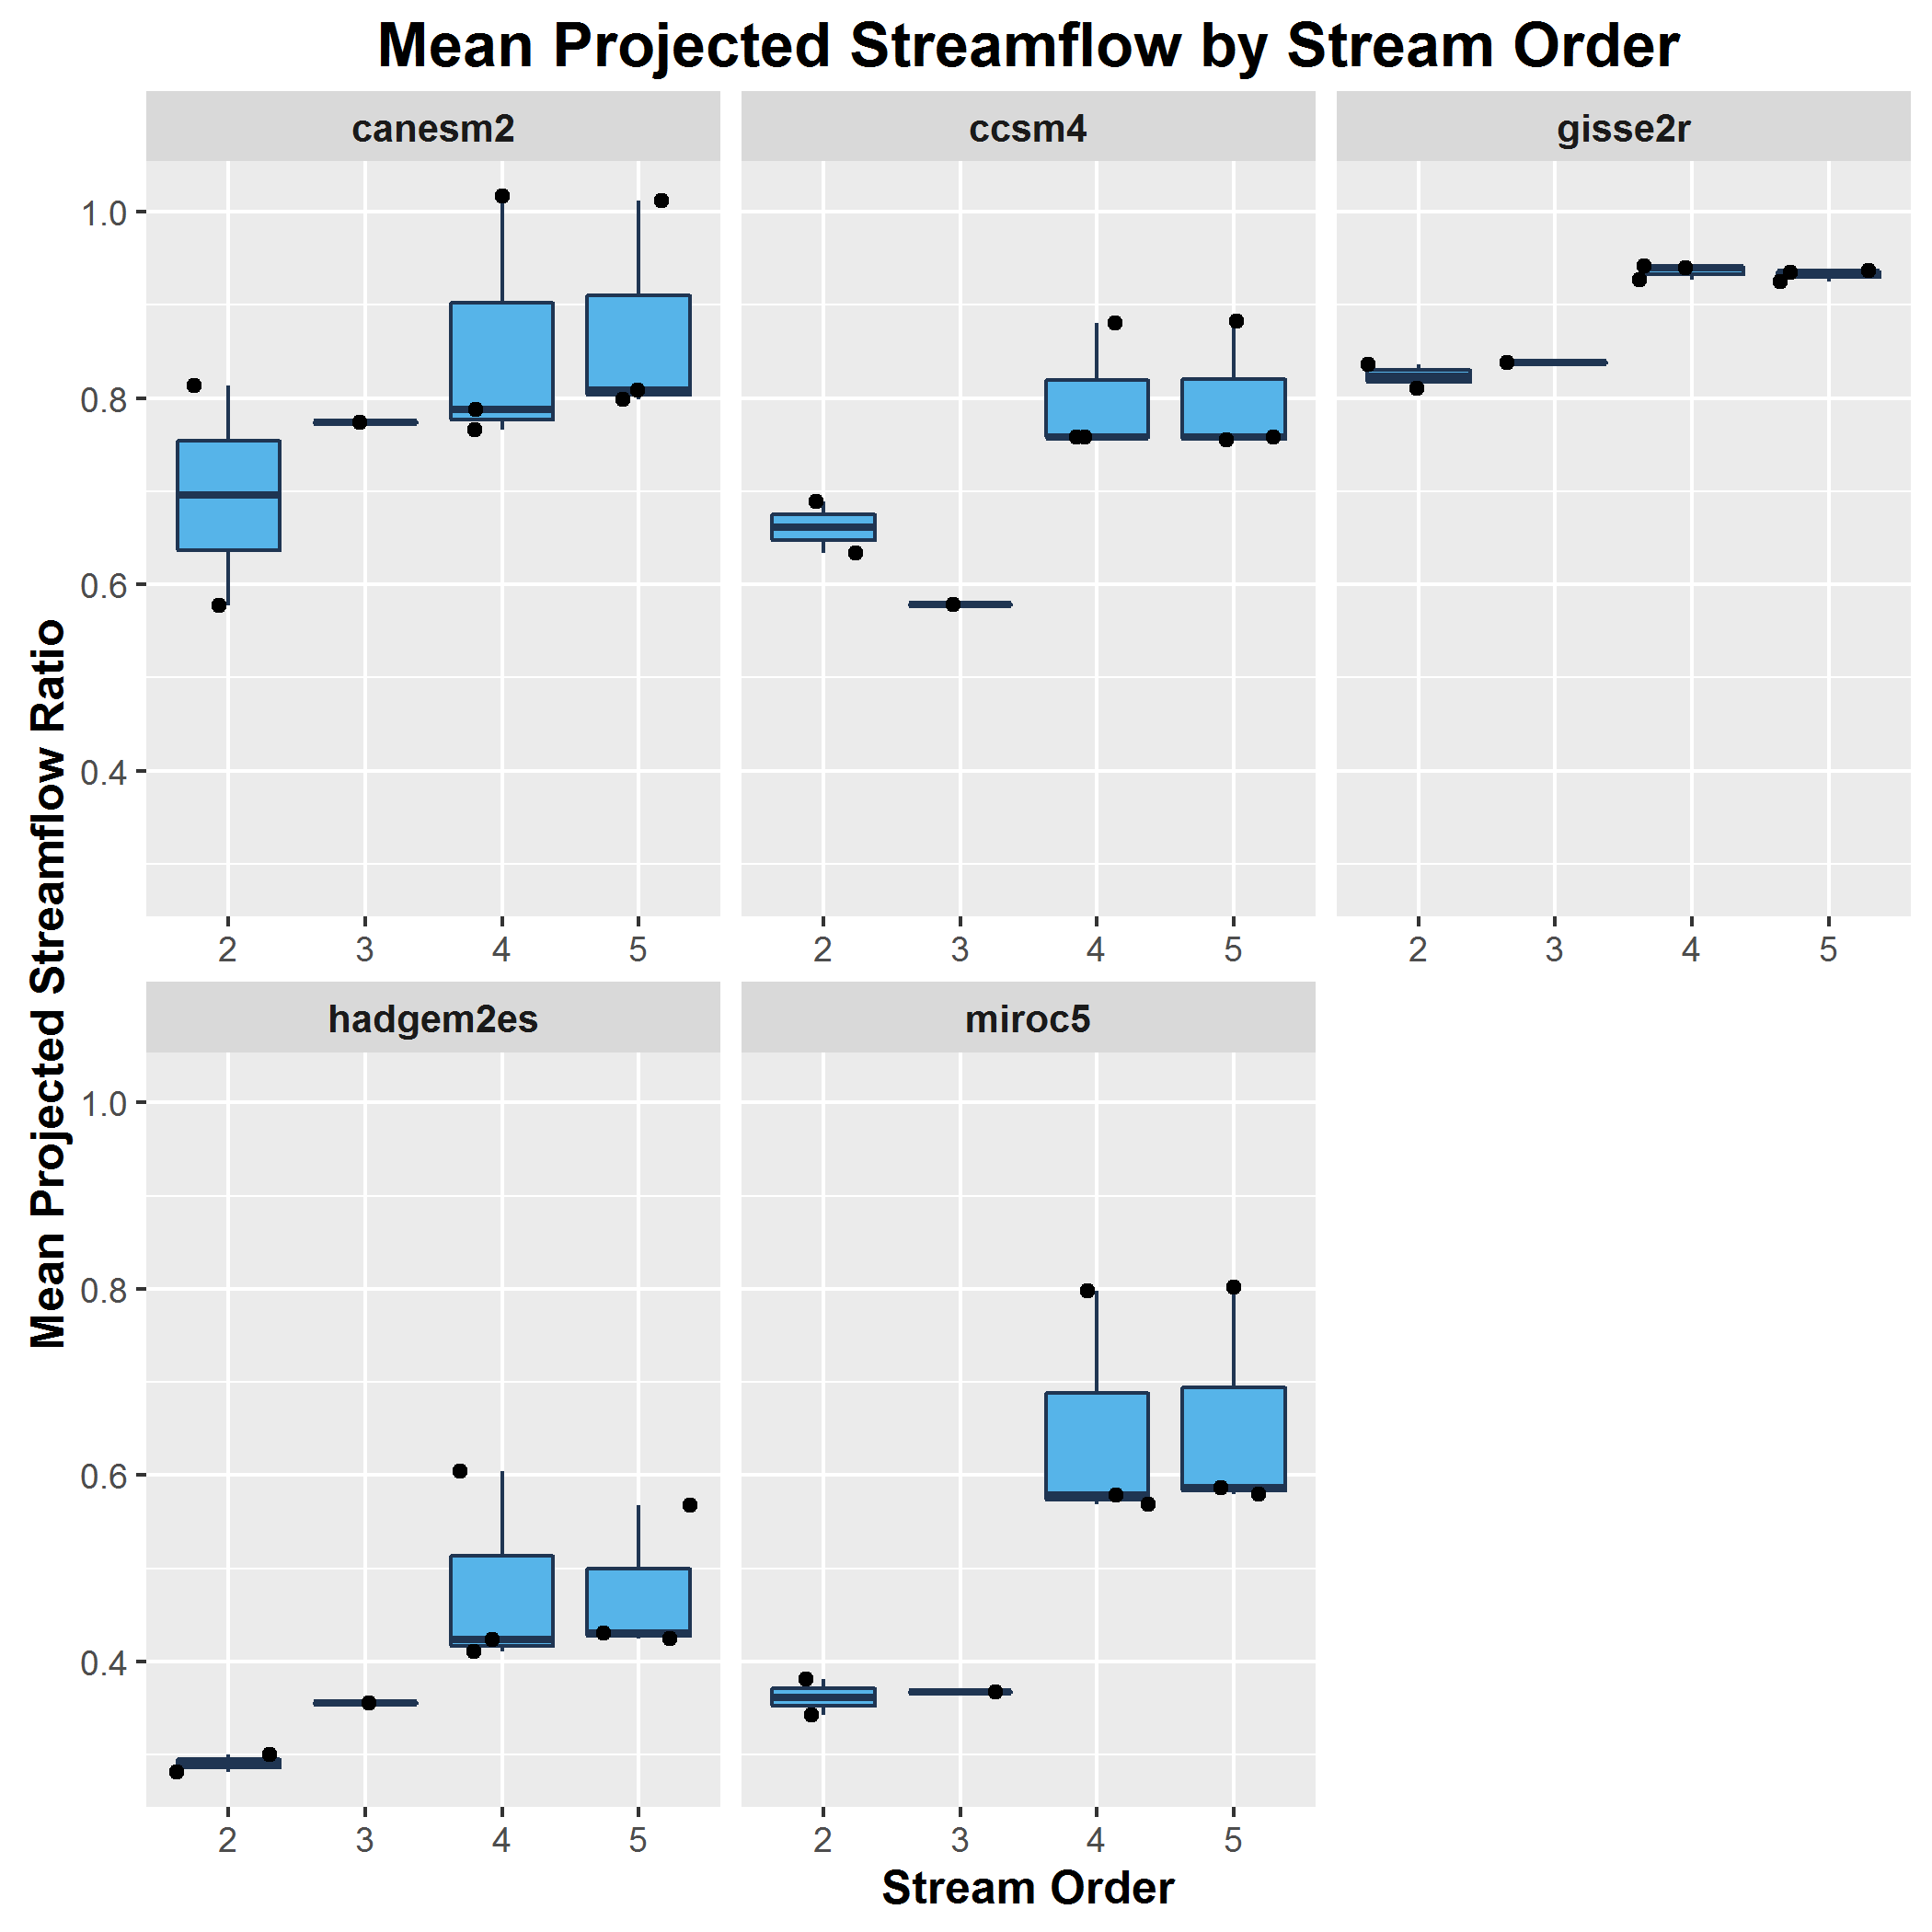 Mean Projected Streamflow by Stream Order
canesm2
ccsm4
gisse2r
1.0
0.8
0.6
0.4
2 3 4 5
2 3 4 5
2 3 4 5
Mean Projected Streamflow Ratio
hadgem2es
miroc5
1.0
0.8
0.6
0.4
2 3 4 5
2 3 4 5
Stream Order